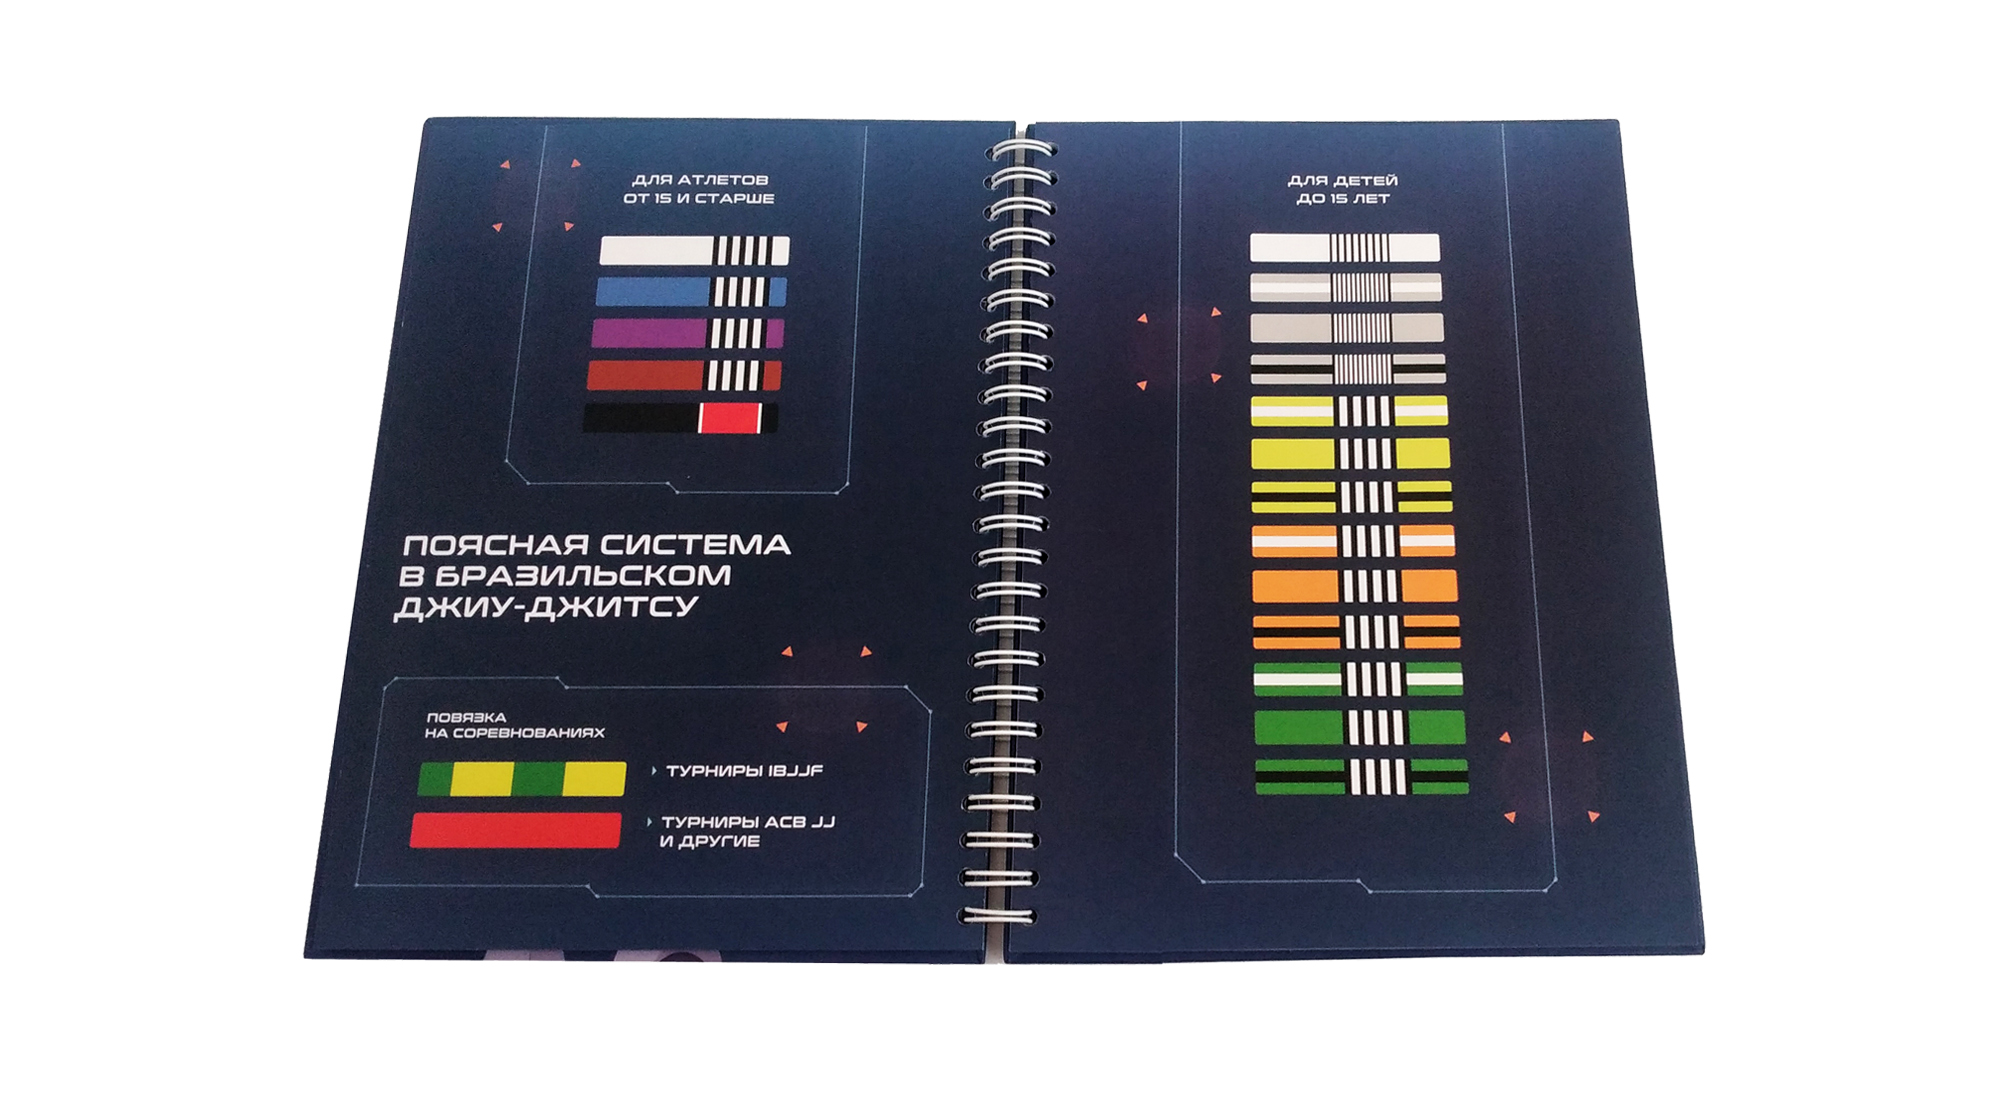 ДЛЯ АТЛЕТОВ
ОТ 15 И СТАРШЕ
ПОЯСНАЯ СИСТЕМА
В БРАЗИЛЬСКОМ
ДЖИУ-ДЖИТСУ
ПОВЯЗКА
НА СОРЕВНОВАНИЯХ
ТУРНИРЫ IBJJF
ТУРНИРЫ ACB JJ
И ДРУГИЕ
ДЛЯ ДЕТЕЙ
ДО 15 ЛЕТ